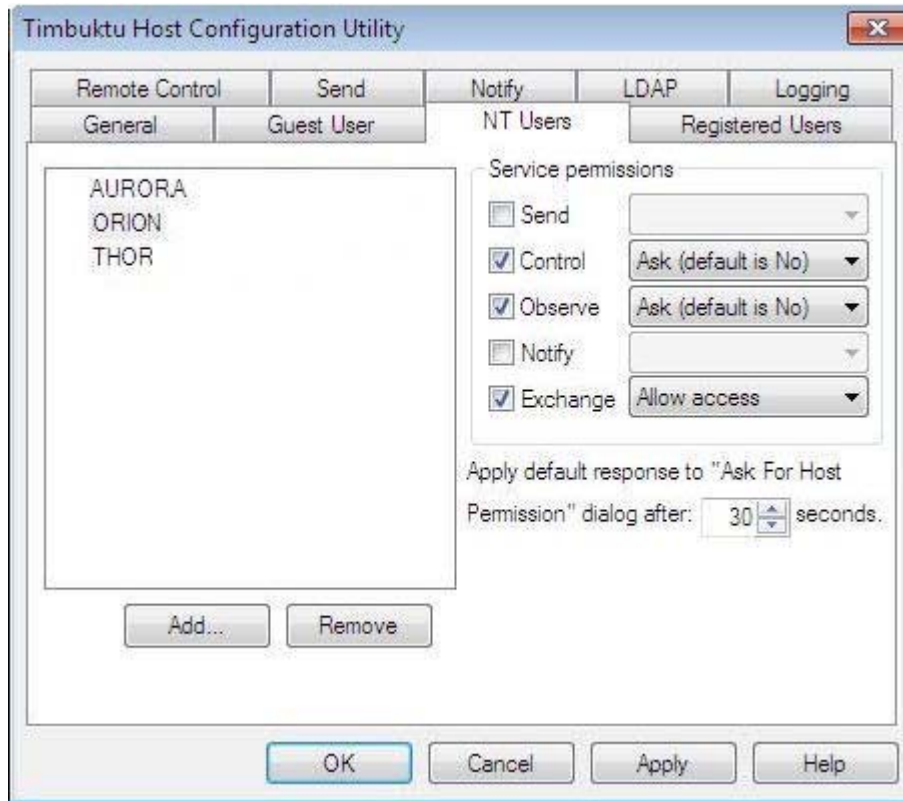 Timbuktu Host Configuration Utility
Remote Control Send Notify LDAP Logging
General Guest User NT Users Registered Users
AURORA
ORION
THOR
Service permissions
Send
Control Ask (default is No)
Observe Ask (default is No)
Notify
Exchange Allow access
Apply default response to "Ask For Host
Permission" dialog after: 30 seconds.
Add... Remove
OK Cancel Apply Help